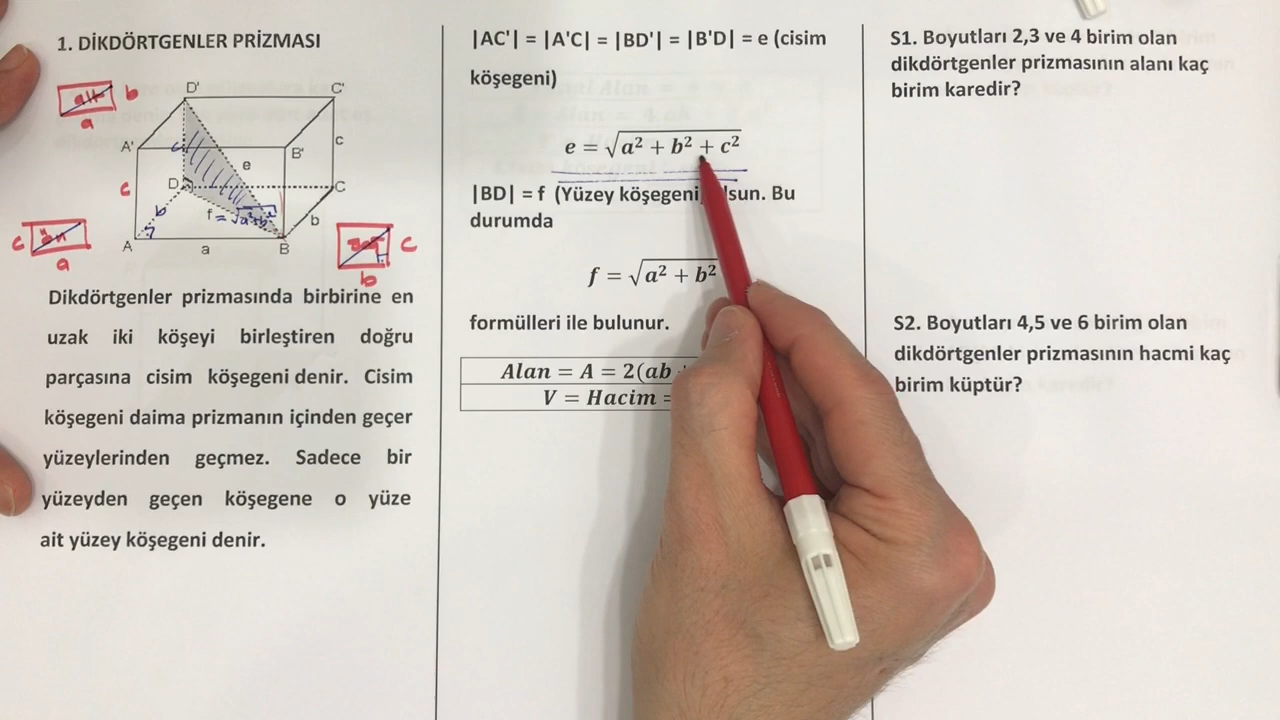 1. DİKDÖRTGENLER PRİZMASI
alt b
a
D' C'
A' B'
c e c
c D C
b f = √a²+b² b
A a B
c ön
a
c
b
Dikdörtgenler prizmasında birbirine en
uzak iki köşeyi birleştiren doğru
parçasına cisim köşegeni denir. Cisim
köşegeni daima prizmanın içinden geçer
yüzeylerinden geçmez. Sadece bir
yüzeyden geçen köşegene o yüze
ait yüzey köşegeni denir.
|AC'| = |A'C| = |BD'| = |B'D| = e (cisim
köşegeni)
e = √a² + b² + c²
|BD| = f (Yüzey köşegeni) lsun. Bu
durumda
f = √a² + b²
formülleri ile bulunur.
Alan = A = 2(ab
V = Hacim =
S1. Boyutları 2,3 ve 4 birim olan
dikdörtgenler prizmasının alanı kaç
birim karedir?
S2. Boyutları 4,5 ve 6 birim olan
dikdörtgenler prizmasının hacmi kaç
birim küptür?